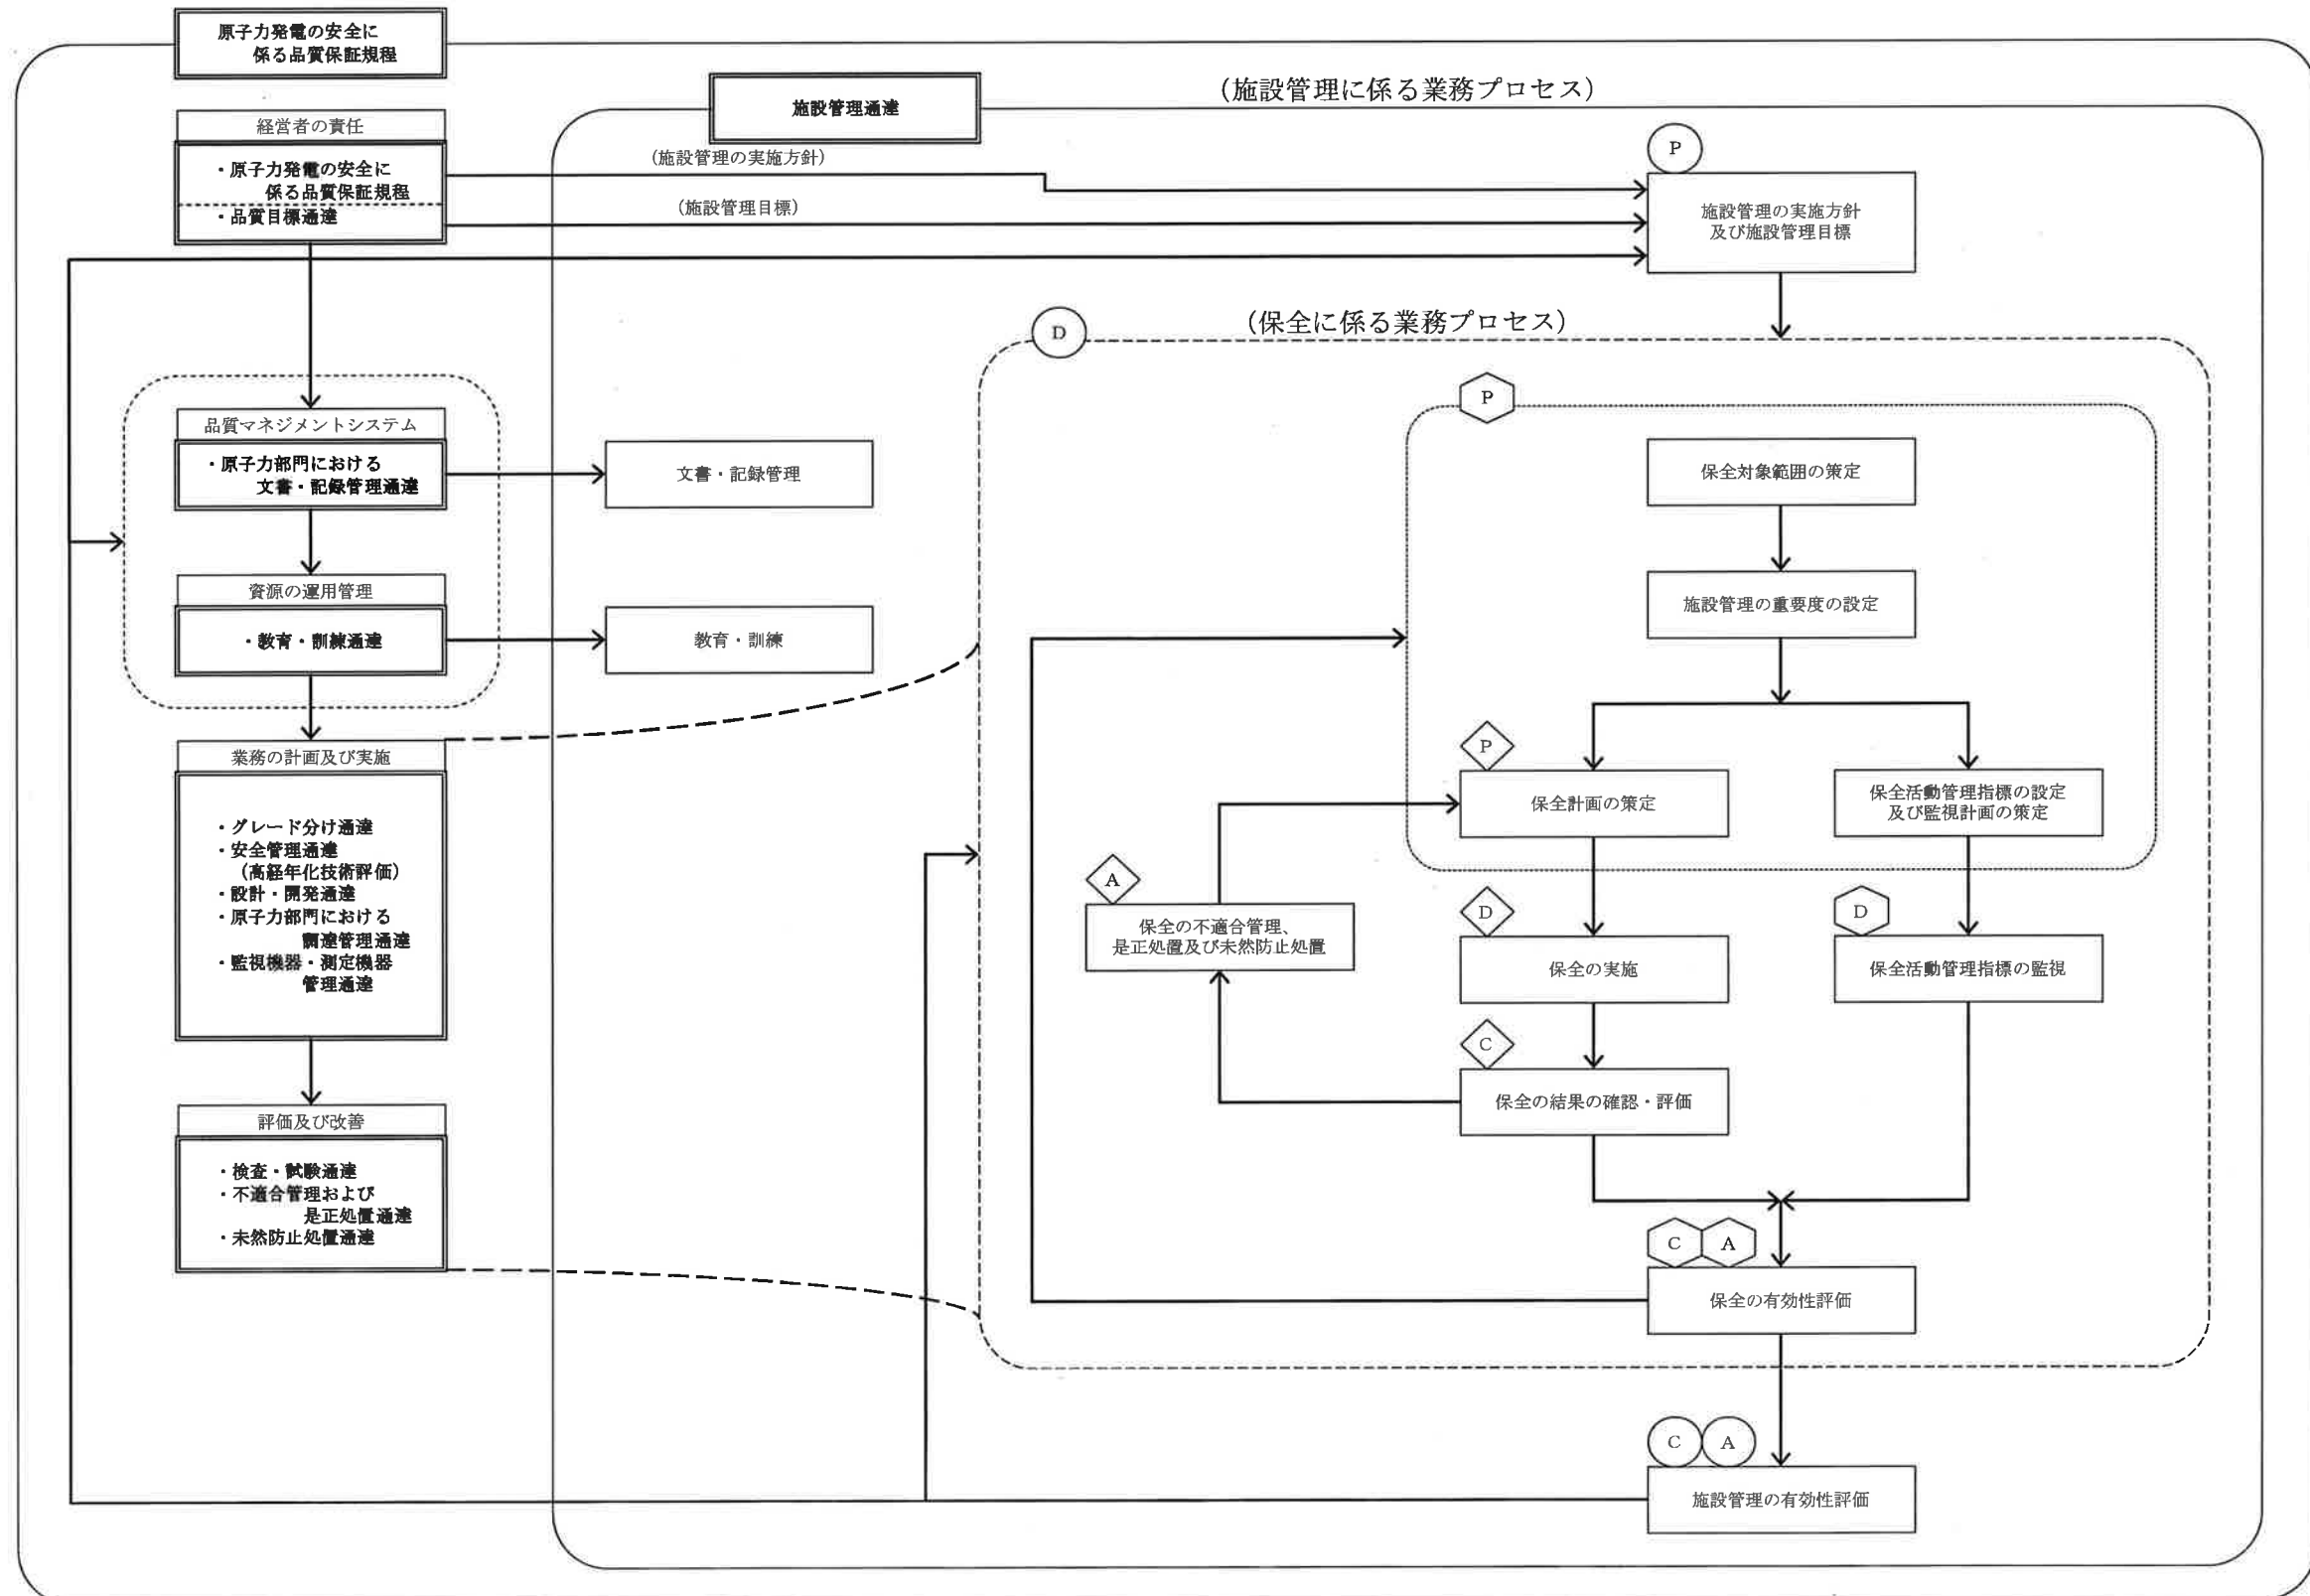 原子力発電の安全に
係る品質保証規程
施設管理通達
(施設管理に係る業務プロセス)
経営者の責任
・原子力発電の安全に
係る品質保証規程
・品質目標通達
(施設管理の実施方針)
(施設管理目標)
P
施設管理の実施方針
及び施設管理目標
D
(保全に係る業務プロセス)
品質マネジメントシステム
・原子力部門における
文書・記録管理通達
文書・記録管理
資源の運用管理
・教育・訓練通達
教育・訓練
業務の計画及び実施
・グレード分け通達
・安全管理通達
(高経年化技術評価)
・設計・開発通達
・原子力部門における
調達管理通達
・監視機器・測定機器
管理通達
評価及び改善
・検査・試験通達
・不適合管理および
是正処置通達
・未然防止処置通達
P
保全対象範囲の策定
施設管理の重要度の設定
P
保全計画の策定
保全活動管理指標の設定
及び監視計画の策定
A
保全の不適合管理、
是正処置及び未然防止処置
D
保全の実施
D
保全活動管理指標の監視
C
保全の結果の確認・評価
C
A
保全の有効性評価
C
A
施設管理の有効性評価